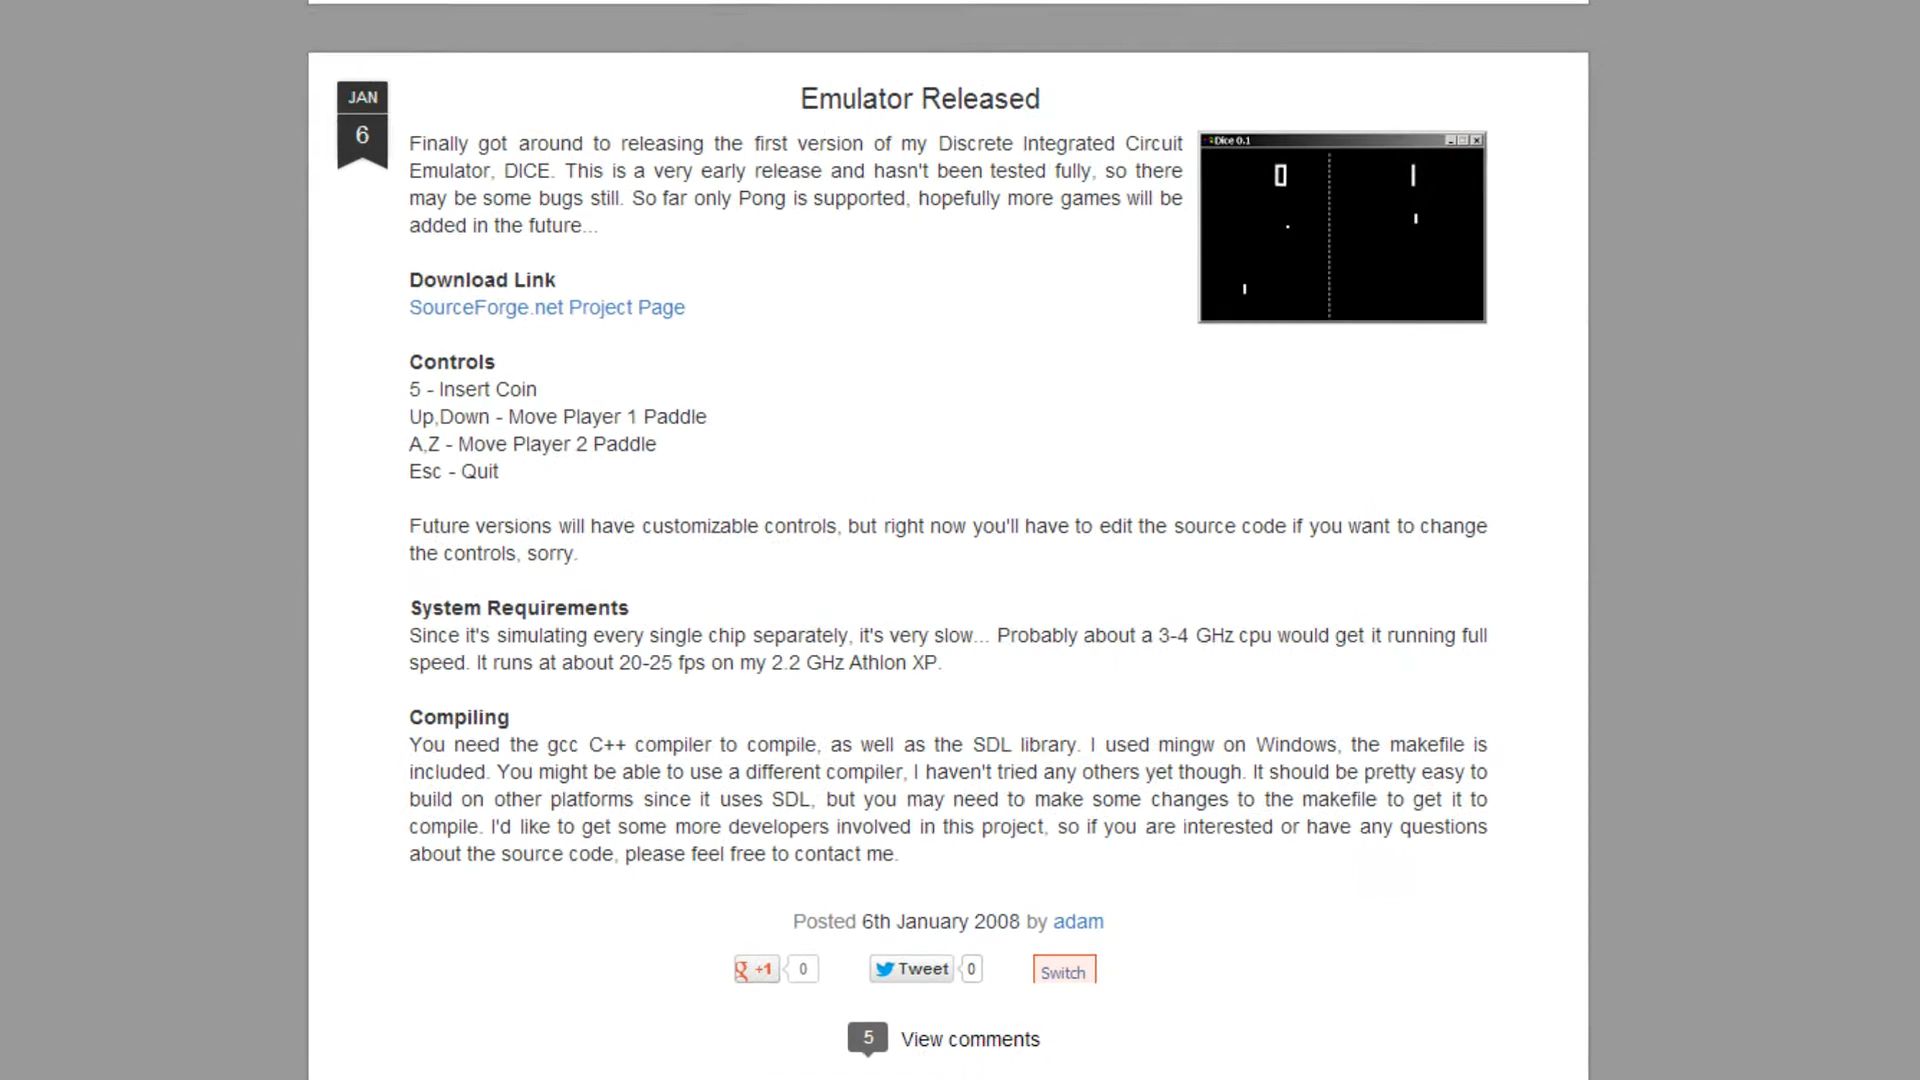 JAN
6
Emulator Released
Finally got around to releasing the first version of my Discrete Integrated Circuit
Emulator, DICE. This is a very early release and hasn't been tested fully, so there
may be some bugs still. So far only Pong is supported, hopefully more games will be
added in the future...
Dice 0.1
0 1
Download Link
SourceForge.net Project Page
Controls
5 - Insert Coin
Up,Down - Move Player 1 Paddle
A,Z - Move Player 2 Paddle
Esc - Quit
Future versions will have customizable controls, but right now you'll have to edit the source code if you want to change
the controls, sorry.
System Requirements
Since it's simulating every single chip separately, it's very slow... Probably about a 3-4 GHz cpu would get it running full
speed. It runs at about 20-25 fps on my 2.2 GHz Athlon XP.
Compiling
You need the gcc C++ compiler to compile, as well as the SDL library. I used mingw on Windows, the makefile is
included. You might be able to use a different compiler, I haven't tried any others yet though. It should be pretty easy to
build on other platforms since it uses SDL, but you may need to make some changes to the makefile to get it to
compile. I'd like to get some more developers involved in this project, so if you are interested or have any questions
about the source code, please feel free to contact me.
Posted 6th January 2008 by adam
g +1 0 Tweet 0 Switch
5 View comments